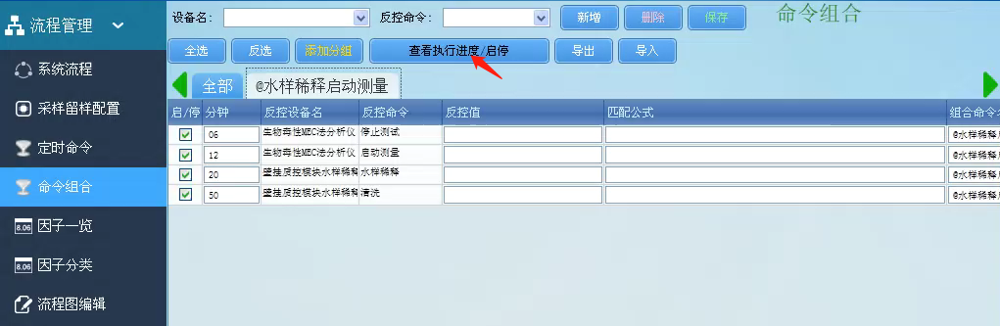 流程管理
系统流程
采样留样配置
定时命令
命令组合
8.06 因子一览
8.06 因子分类
流程图编辑
设备名: 反控命令: 新增 删除 保存 命令组合
全选 反选 添加分组 查看执行进度/启停 导出 导入
全部 @水样稀释启动测量
启/停 分钟 反控设备名 反控命令 反控值 匹配公式 组合命令
06 生物毒性MEC法分析仪 停止测试 @水样稀释
12 生物毒性MEC法分析仪 启动测量 @水样稀释
20 壁挂质控模块水样稀释 水样稀释 @水样稀释
50 壁挂质控模块水样稀释 清洗 @水样稀释